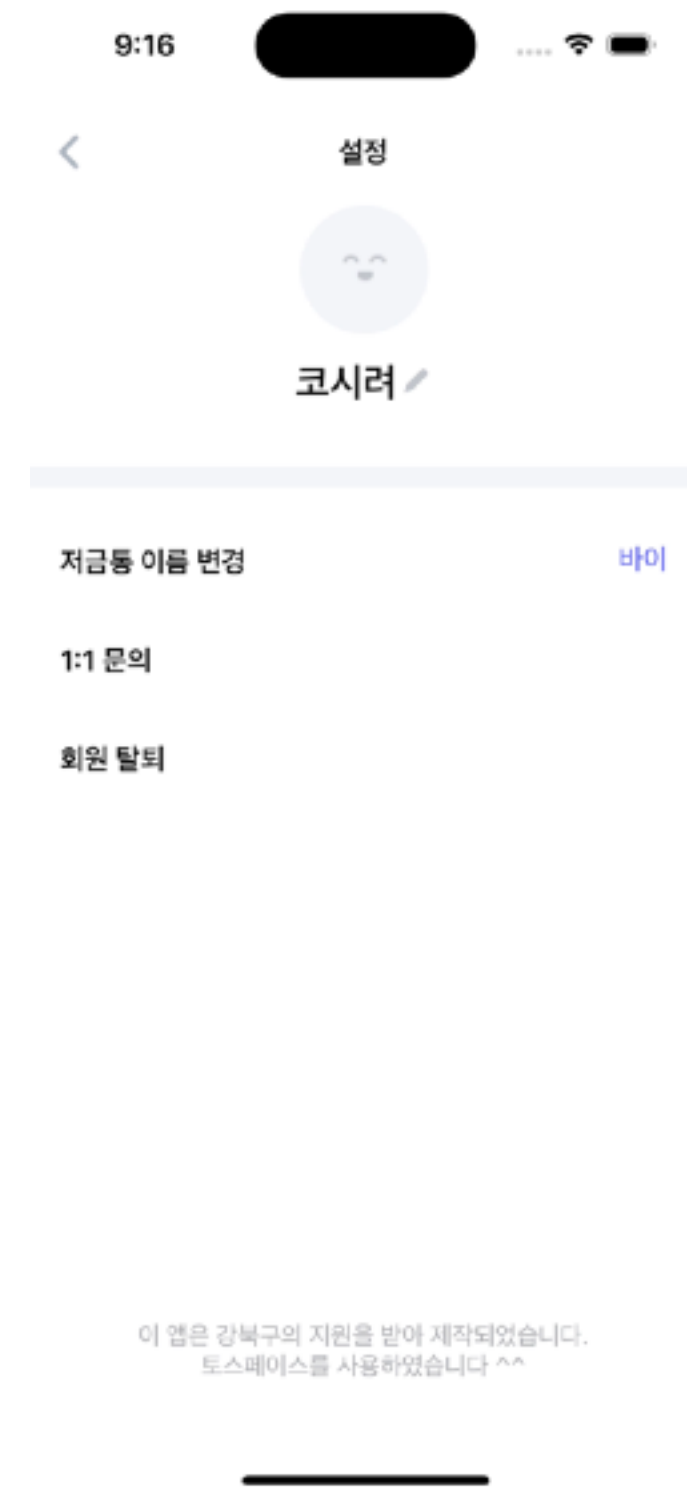 9:16
설정
코시려
저금통 이름 변경 바이
1:1 문의
회원 탈퇴
이 앱은 강북구의 지원을 받아 제작되었습니다.
토스페이스를 사용하였습니다 ^^